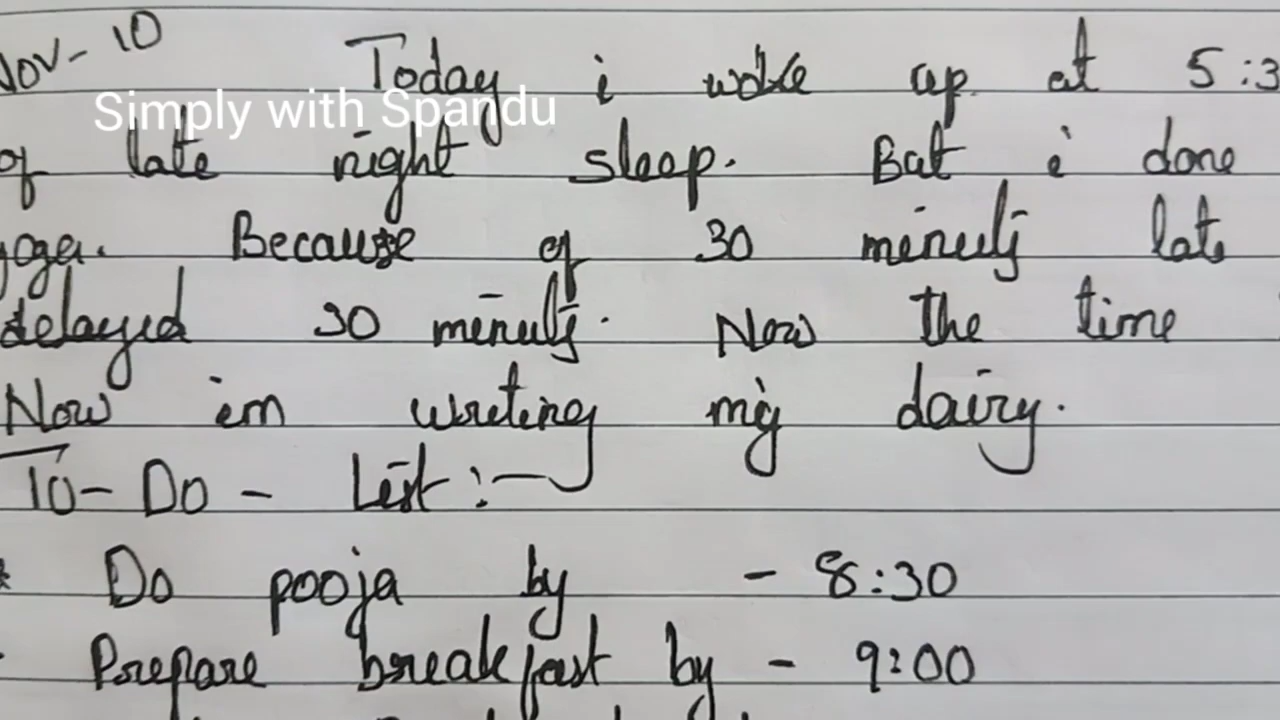 Nov- 10 Today i woke up at 5:3
Simply with Spandu
of late night sleep. But i done
yoga. Because of 30 minutes late
delayed 30 minutes. Now the time
Now im writing my dairy.
To-Do- List:-
* Do pooja by - 8:30
Prepare breakfast by - 9:00